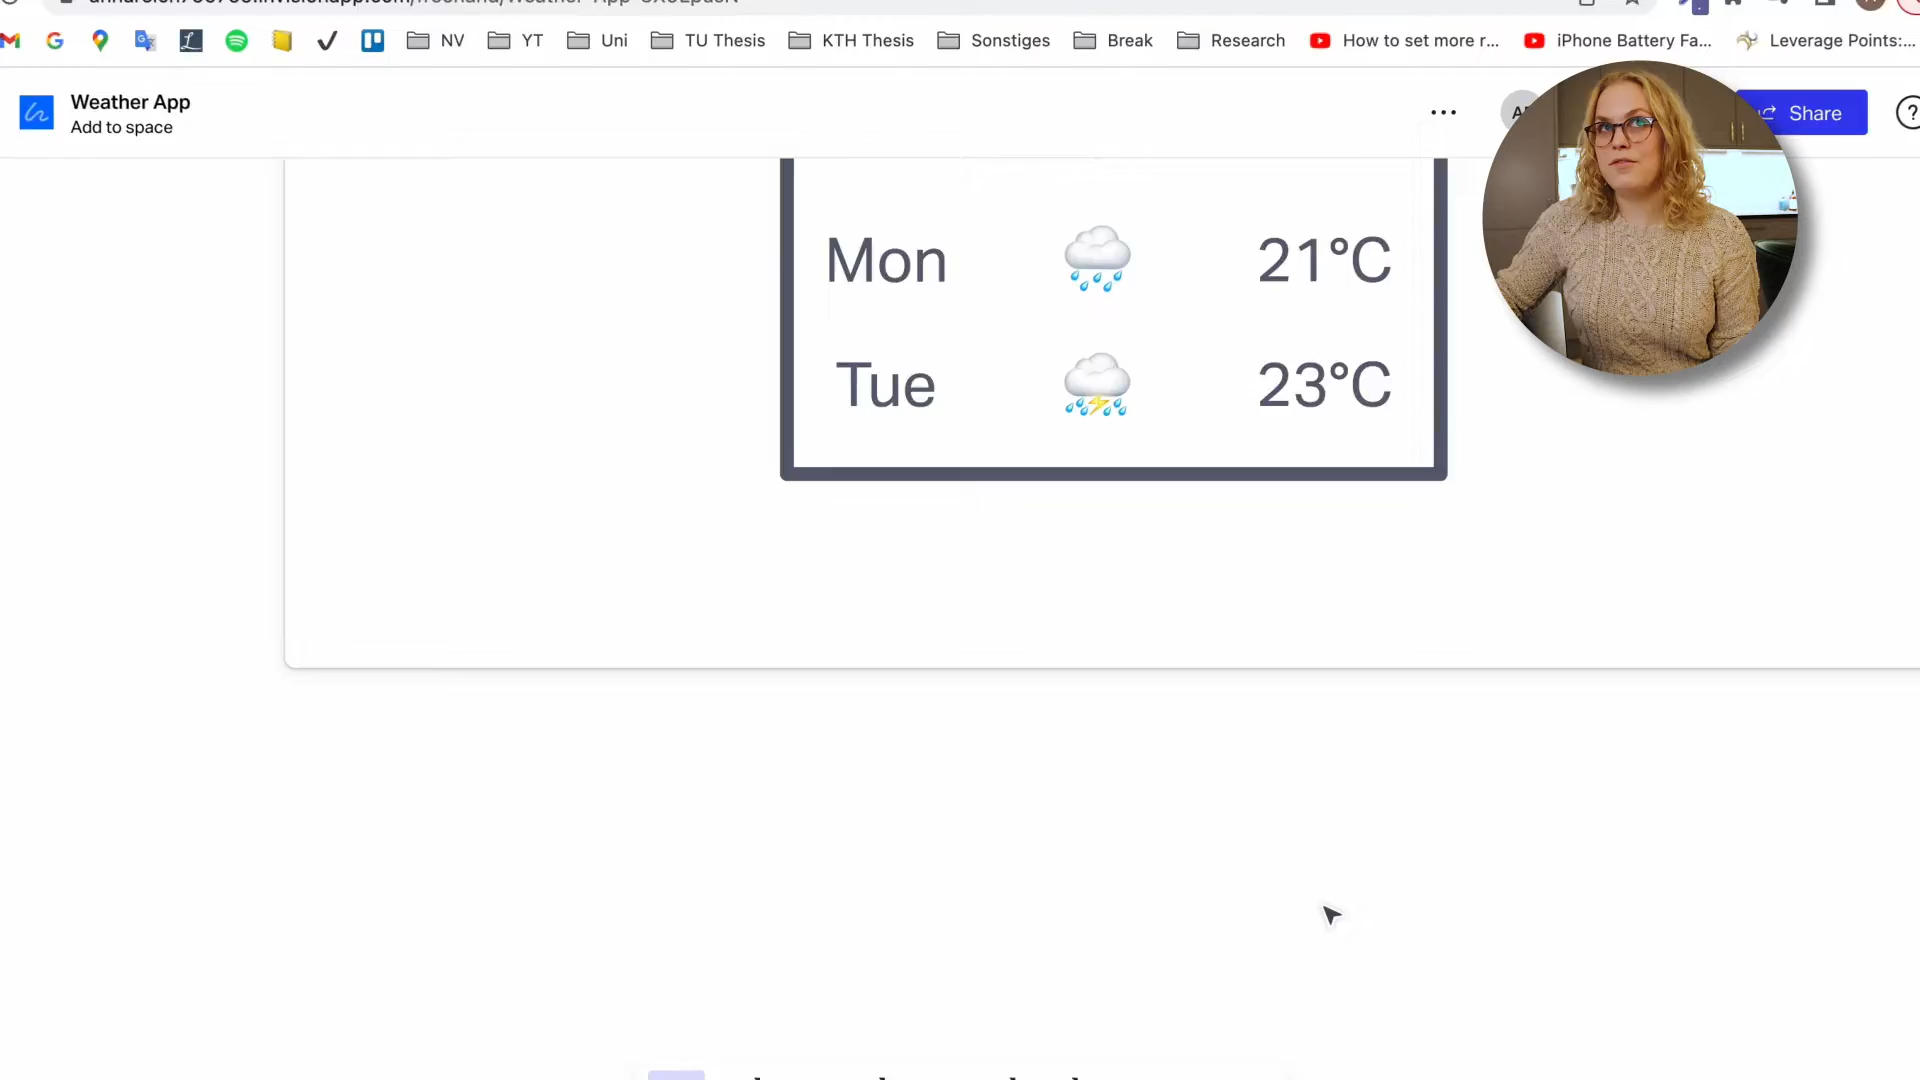 NV YT Uni TU Thesis KTH Thesis Sonstiges Break Research How to set more r... iPhone Battery Fa... Leverage Points:...
Weather App
Add to space
Share
?
Mon 21°C
Tue 23°C